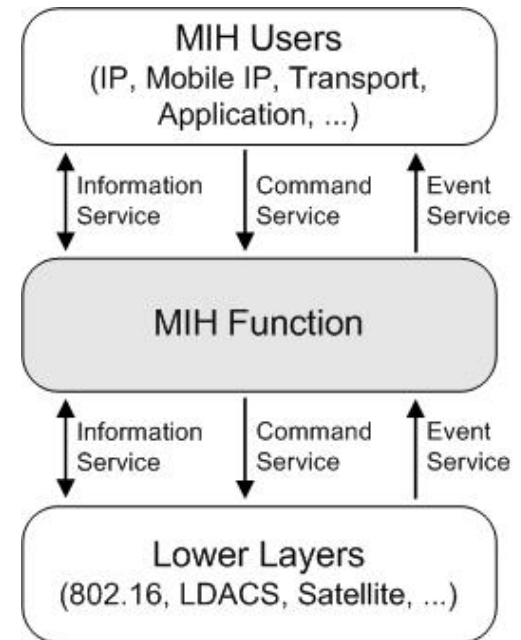 MIH Users
(IP, Mobile IP, Transport,
Application, ...)
Information
Service
Command
Service
Event
Service
MIH Function
Information
Service
Command
Service
Event
Service
Lower Layers
(802.16, LDACS, Satellite, ...)